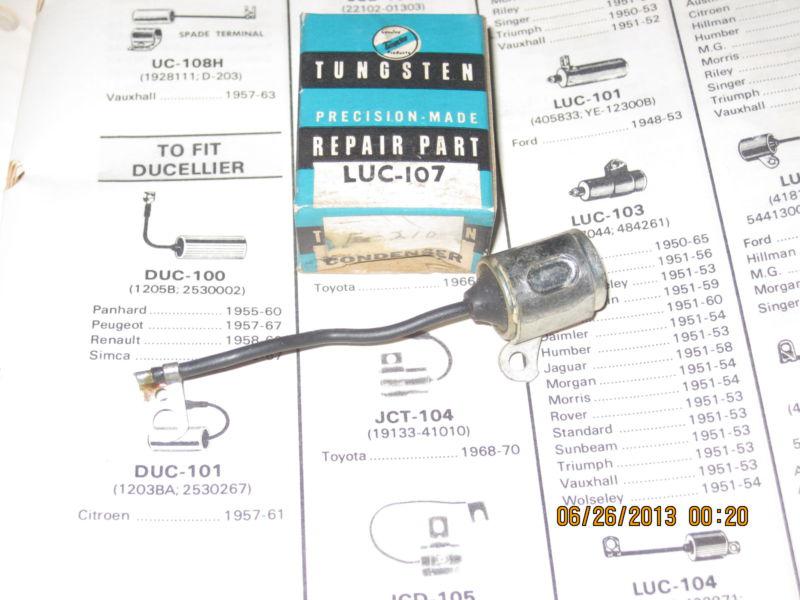 SPADE TERMINAL
UC-108H
(1928111; D-203)
Vauxhall 1957-63
TO FIT
DUCELLIER
DUC-100
(1205B; 2530002)
Panhard 1955-60
Peugeot 1957-67
Renault 1958-
Simca
DUC-101
(1203BA; 2530267)
Citroen 1957-61
(22102-01303)
TUNGSTEN
PRECISION-MADE
REPAIR PART
LUC-107
CONDENSER
Toyota 1966
JCT-104
(19133-41010)
Toyota 1968-70
JCD-105
Riley
Singer 1950-53
Triumph 1951-52
Vauxhall
LUC-101
(405833; YE-12300B)
Ford 1948-53
LUC-103
7044; 484261)
1950-65
1951-56
1951-53
1951-59
1951-60
Daimler 1951-54
Humber 1951-53
Jaguar 1951-58
Morgan 1951-54
Morris 1951-54
Rover 1951-53
Standard 1951-53
Sunbeam 1951-53
Triumph 1951-53
Vauxhall 1951-53
Wolseley 1951-54
LUC-104
Citroen
Hillman
Humber
M.G.
Morris
Riley
Singer
Triumph
Vauxhall
LU
(418
5441300
Ford
Hillman
M.G.
Morgan
Singer
06/26/2013 00:20